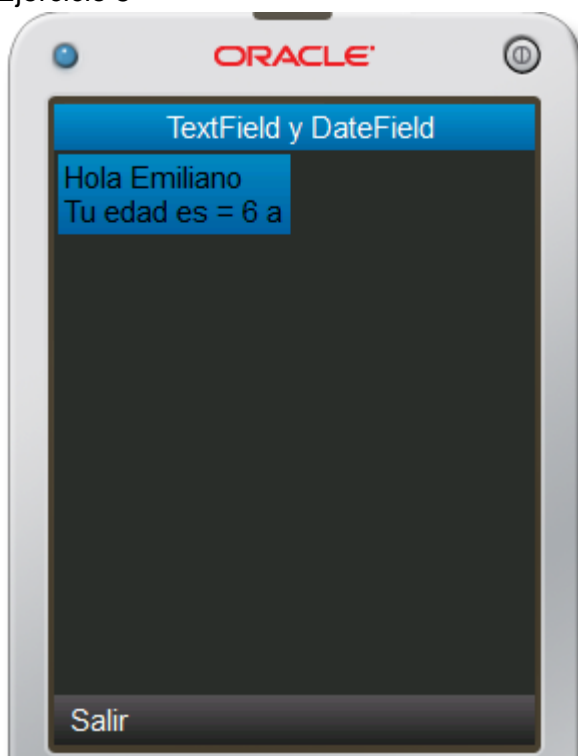 ORACLE
TextField y DateField
Hola Emiliano
Tu edad es = 6 a
Salir